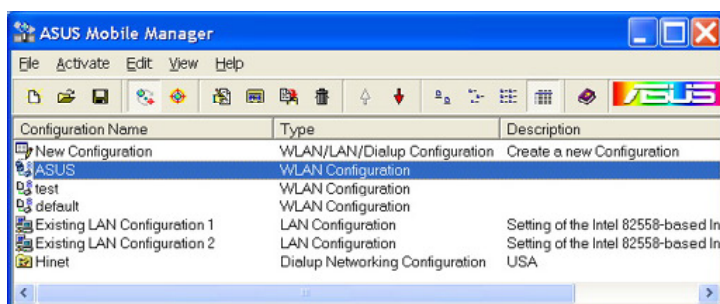 ASUS Mobile Manager
File Activate Edit View Help
/ISUS
Configuration Name Type Description
New Configuration WLAN/LAN/Dialup Configuration Create a new Configuration
ASUS WLAN Configuration
test WLAN Configuration
default WLAN Configuration
Existing LAN Configuration 1 LAN Configuration Setting of the Intel 82558-based In
Existing LAN Configuration 2 LAN Configuration Setting of the Intel 82558-based In
Hinet Dialup Networking Configuration USA